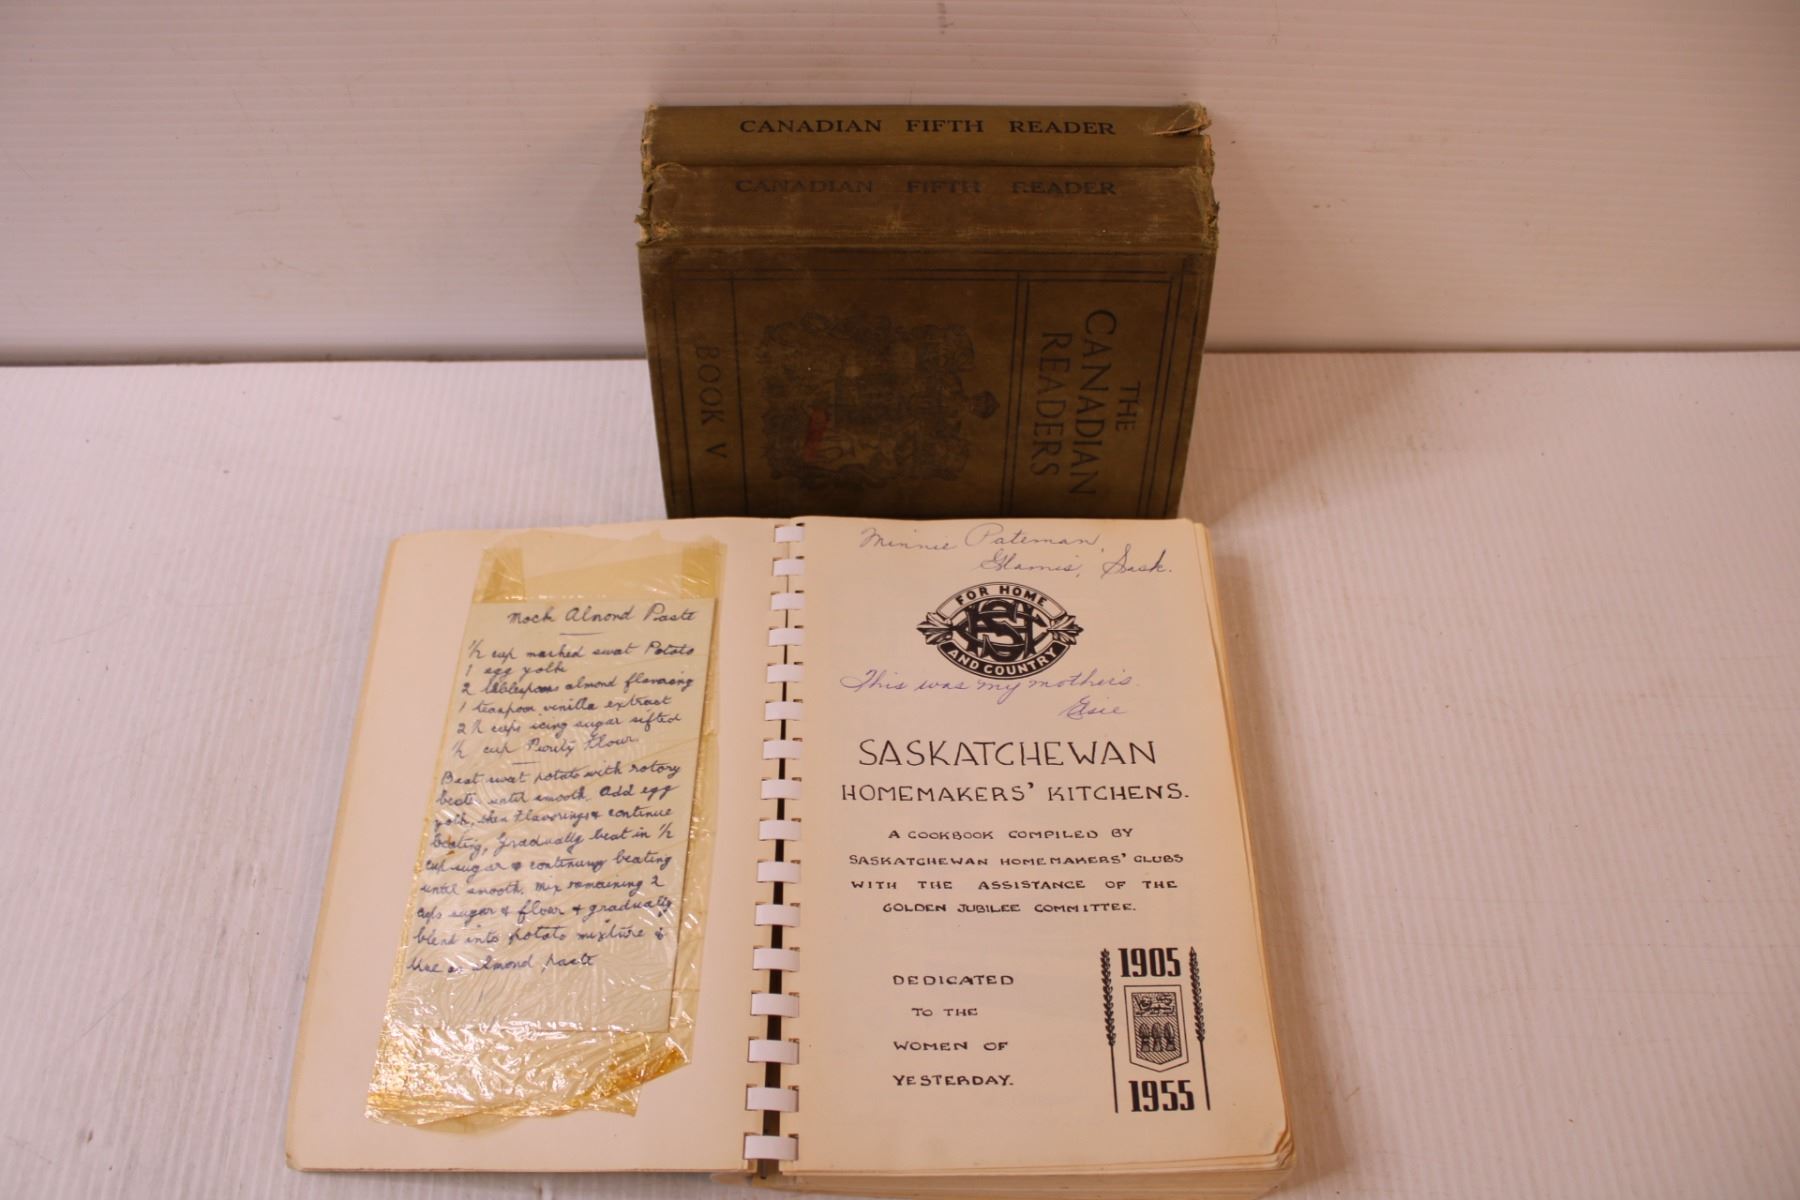 CANADIAN FIFTH READER
CANADIAN FIFTH READER
THE
CANADIAN
READERS
BOOK V
Mock Almond Paste
1/2 cup mashed sweat Potato
1 egg yolk
2 tablespoons almond flavoring
1 teaspoon vinilla extract
2 1/2 cups icing sugar sifted
1/2 cup Purity Flour.
Beat sweat potato with rotary
beater until smooth. Add egg
yolk, then Flavorings & continue
beating, Gradually beat in 1/2
cup sugar & continuing beating
until smooth. Mix remaining 2
cups sugar & flour & gradually
blend into potato mixture &
Use as almond paste
Minnie Pateman,
Glamis, Sask.
FOR HOME
AND COUNTRY
This was my mother's.
Elsie
SASKATCHEWAN
HOMEMAKERS' KITCHENS.
A COOKBOOK COMPILED BY
SASKATCHEWAN HOMEMAKERS' CLUBS
WITH THE ASSISTANCE OF THE
GOLDEN JUBILEE COMMITTEE.
DEDICATED
TO THE
WOMEN OF
YESTERDAY.
1905
1955